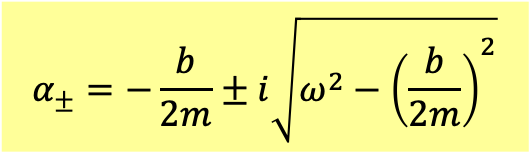 α± = − b/2m ± i √(ω² − (b/2m)²)